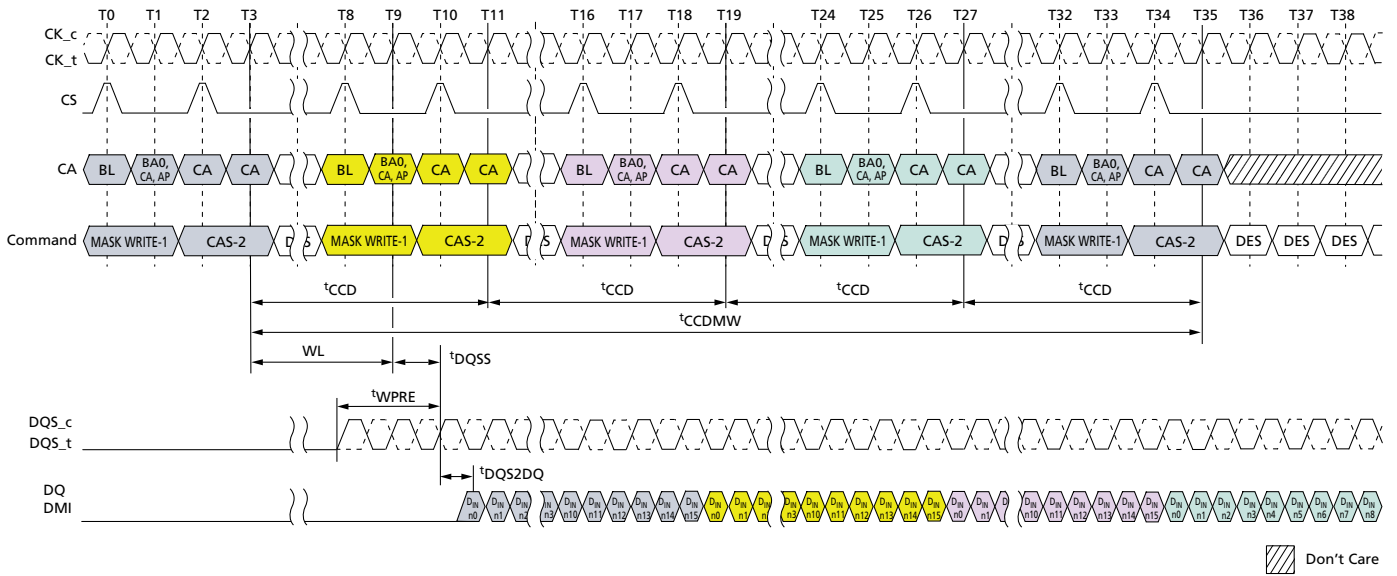 T0 T1 T2 T3 T8 T9 T10 T11 T16 T17 T18 T19 T24 T25 T26 T27 T32 T33 T34 T35 T36 T37 T38
CK_c
CK_t
CS
CA
BL BA0, CA, AP CA CA BL BA0, CA, AP CA CA BL BA0, CA, AP CA CA BL BA0, CA, AP CA CA BL BA0, CA, AP CA CA
Command
MASK WRITE-1 CAS-2 MASK WRITE-1 CAS-2 MASK WRITE-1 CAS-2 MASK WRITE-1 CAS-2 MASK WRITE-1 CAS-2 DES DES DES
tCCD tCCD tCCD tCCD
tCCDMW
WL tDQSS
tWPRE
DQS_c
DQS_t
tDQS2DQ
DQ
DMI
DIN n0 DIN n1 DIN n2 DIN n3 DIN n10 DIN n11 DIN n12 DIN n13 DIN n14 DIN n15 DIN n0 DIN n1 DIN n DIN n3 DIN n10 DIN n11 DIN n12 DIN n13 DIN n14 DIN n15 DIN n0 DIN n1 DIN n10 DIN n11 DIN n12 DIN n13 DIN n14 DIN n15 DIN n0 DIN n1 DIN n2 DIN n3 DIN n4 DIN n5 DIN n6 DIN n7 DIN n8
Don't Care